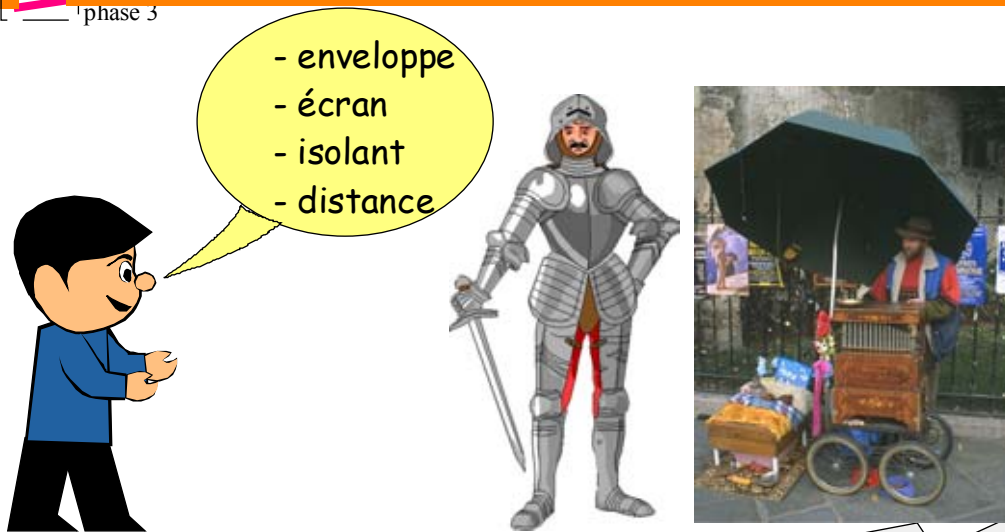 phase 3
- enveloppe
- écran
- isolant
- distance